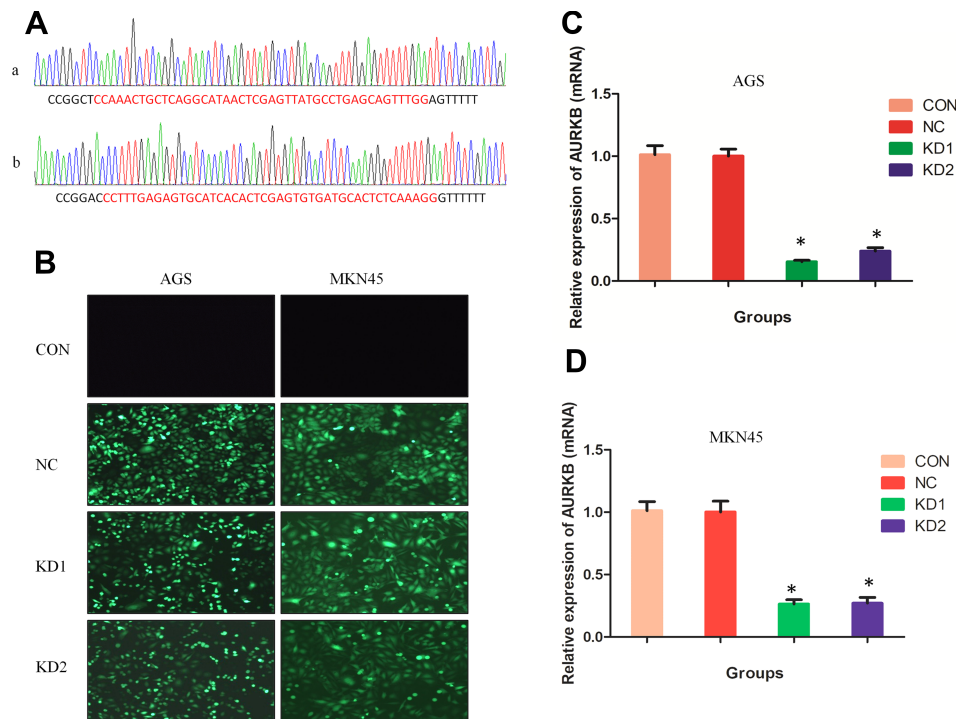 A
a
CCGGCTCCAAACTGCTCAGGCATAACTCGAGTTATGCCTGAGCAGTTTGGAGTTTTT
b
CCGGACCCTTTGAGAGTGCATCACACTCGAGTGTGATGCACTCTCAAAGGGTTTTTT
B
AGS
MKN45
CON
NC
KD1
KD2
C
AGS
Relative expression of AURKB (mRNA)
1.5
1.0
0.5
0.0
*
*
Groups
CON
NC
KD1
KD2
D
MKN45
Relative expression of AURKB (mRNA)
1.5
1.0
0.5
0.0
*
*
Groups
CON
NC
KD1
KD2